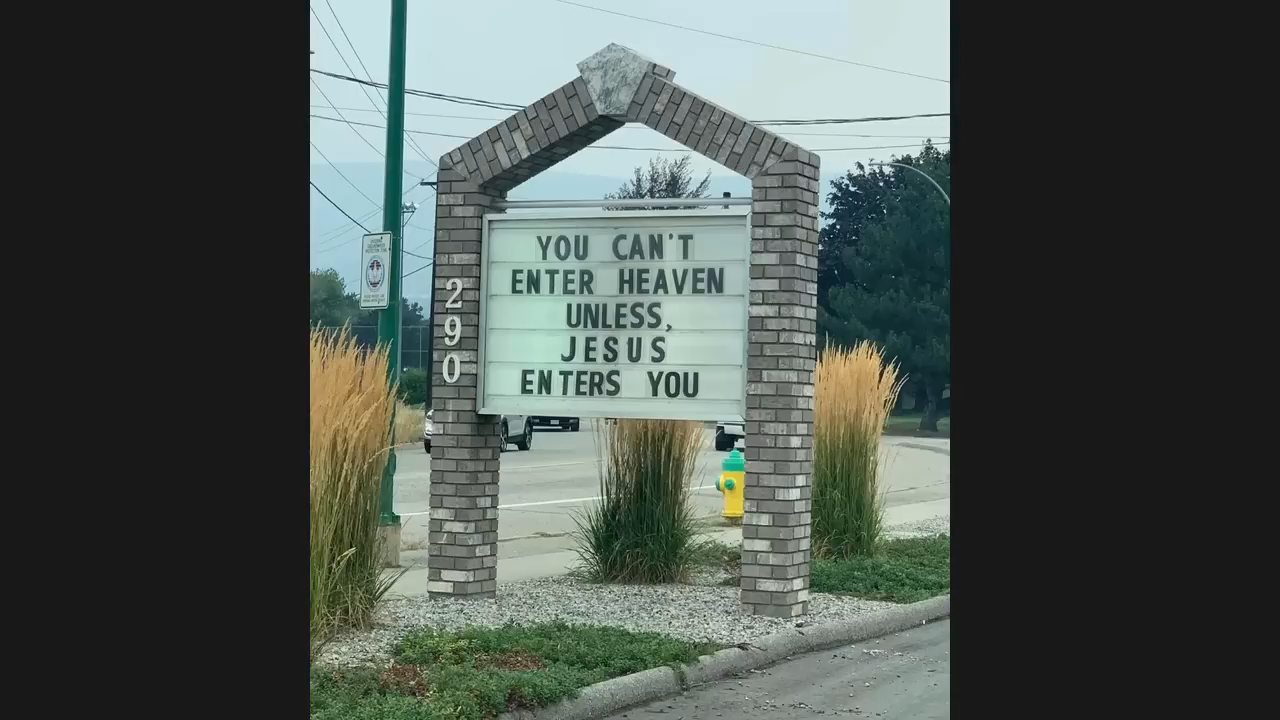 YOU CAN'T
ENTER HEAVEN
UNLESS,
JESUS
ENTERS YOU
290